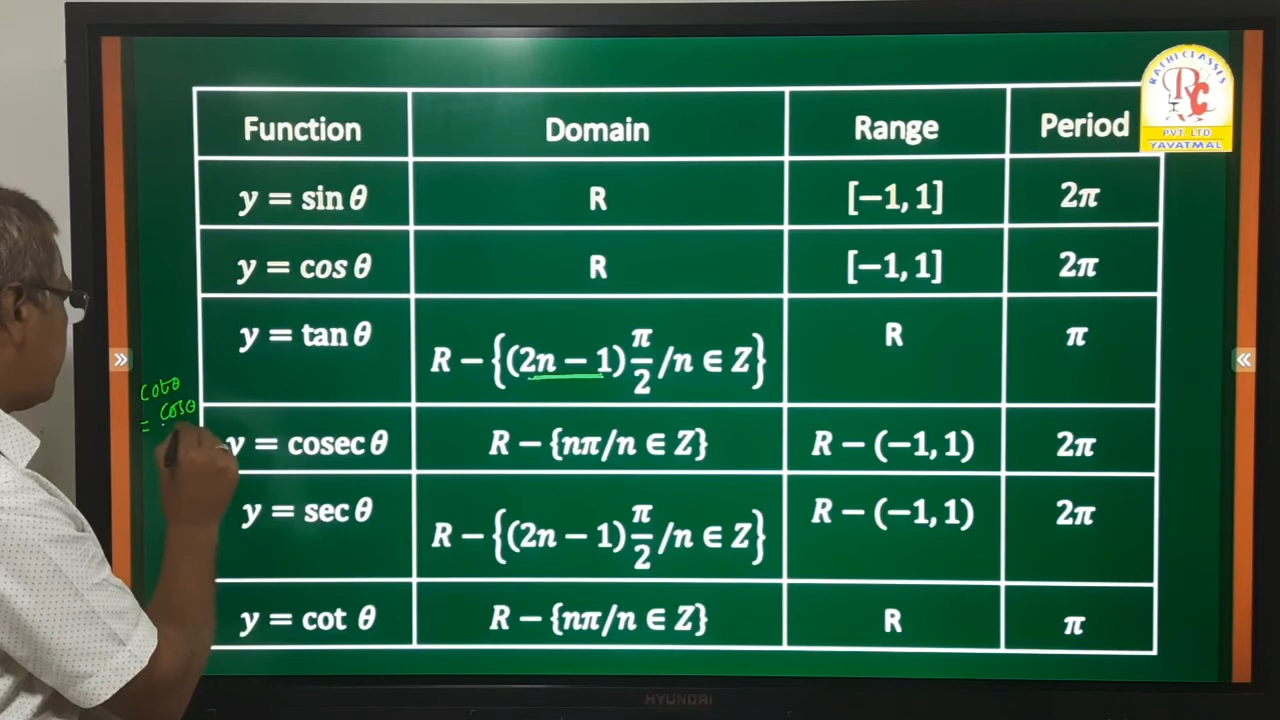 RATHI CLASSES
RYC
PVT. LTD
YAVATMAL
Function Domain Range Period
y = sin θ R [−1, 1] 2π
y = cos θ R [−1, 1] 2π
y = tan θ R − {(2n − 1) π/2 /n ∈ Z} R π
cotθ
= cosθ
y = cosec θ R − {nπ/n ∈ Z} R − (−1, 1) 2π
y = sec θ R − {(2n − 1) π/2 /n ∈ Z} R − (−1, 1) 2π
y = cot θ R − {nπ/n ∈ Z} R π
HYUNDAI